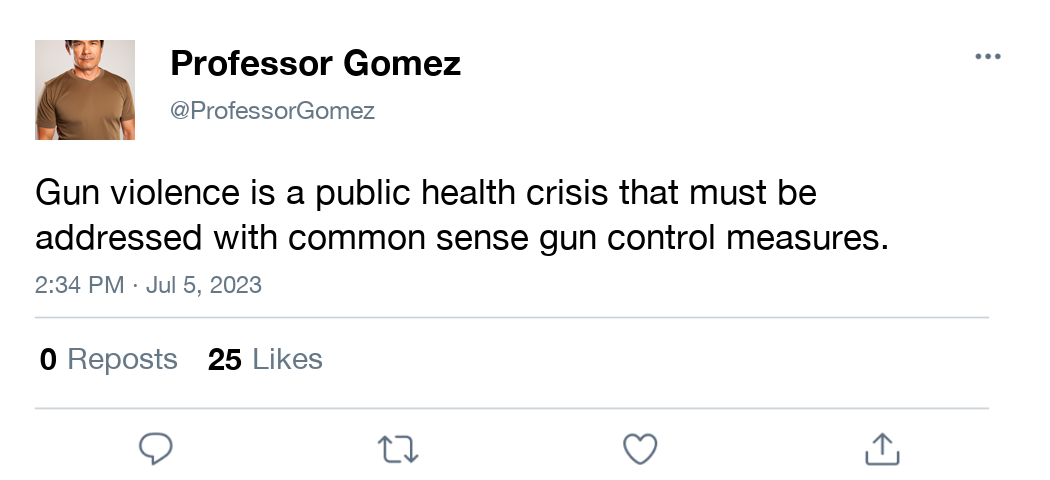 Professor Gomez
@ProfessorGomez
Gun violence is a public health crisis that must be
addressed with common sense gun control measures.
2:34 PM · Jul 5, 2023
0 Reposts 25 Likes